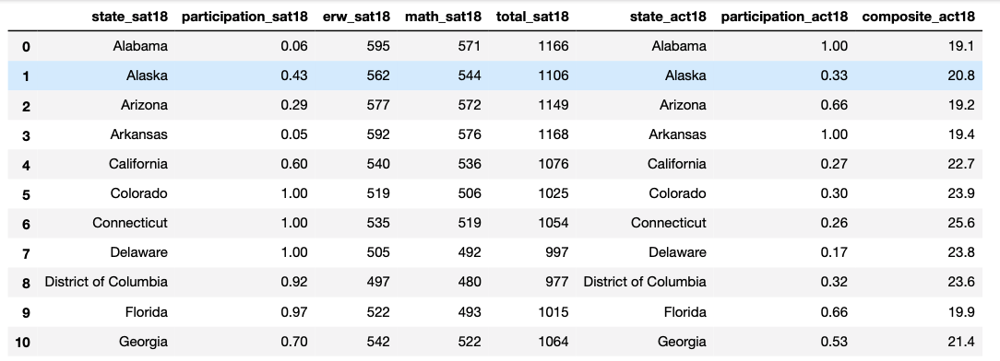 state_sat18 participation_sat18 erw_sat18 math_sat18 total_sat18 state_act18 participation_act18 composite_act18
0 Alabama 0.06 595 571 1166 Alabama 1.00 19.1
1 Alaska 0.43 562 544 1106 Alaska 0.33 20.8
2 Arizona 0.29 577 572 1149 Arizona 0.66 19.2
3 Arkansas 0.05 592 576 1168 Arkansas 1.00 19.4
4 California 0.60 540 536 1076 California 0.27 22.7
5 Colorado 1.00 519 506 1025 Colorado 0.30 23.9
6 Connecticut 1.00 535 519 1054 Connecticut 0.26 25.6
7 Delaware 1.00 505 492 997 Delaware 0.17 23.8
8 District of Columbia 0.92 497 480 977 District of Columbia 0.32 23.6
9 Florida 0.97 522 493 1015 Florida 0.66 19.9
10 Georgia 0.70 542 522 1064 Georgia 0.53 21.4